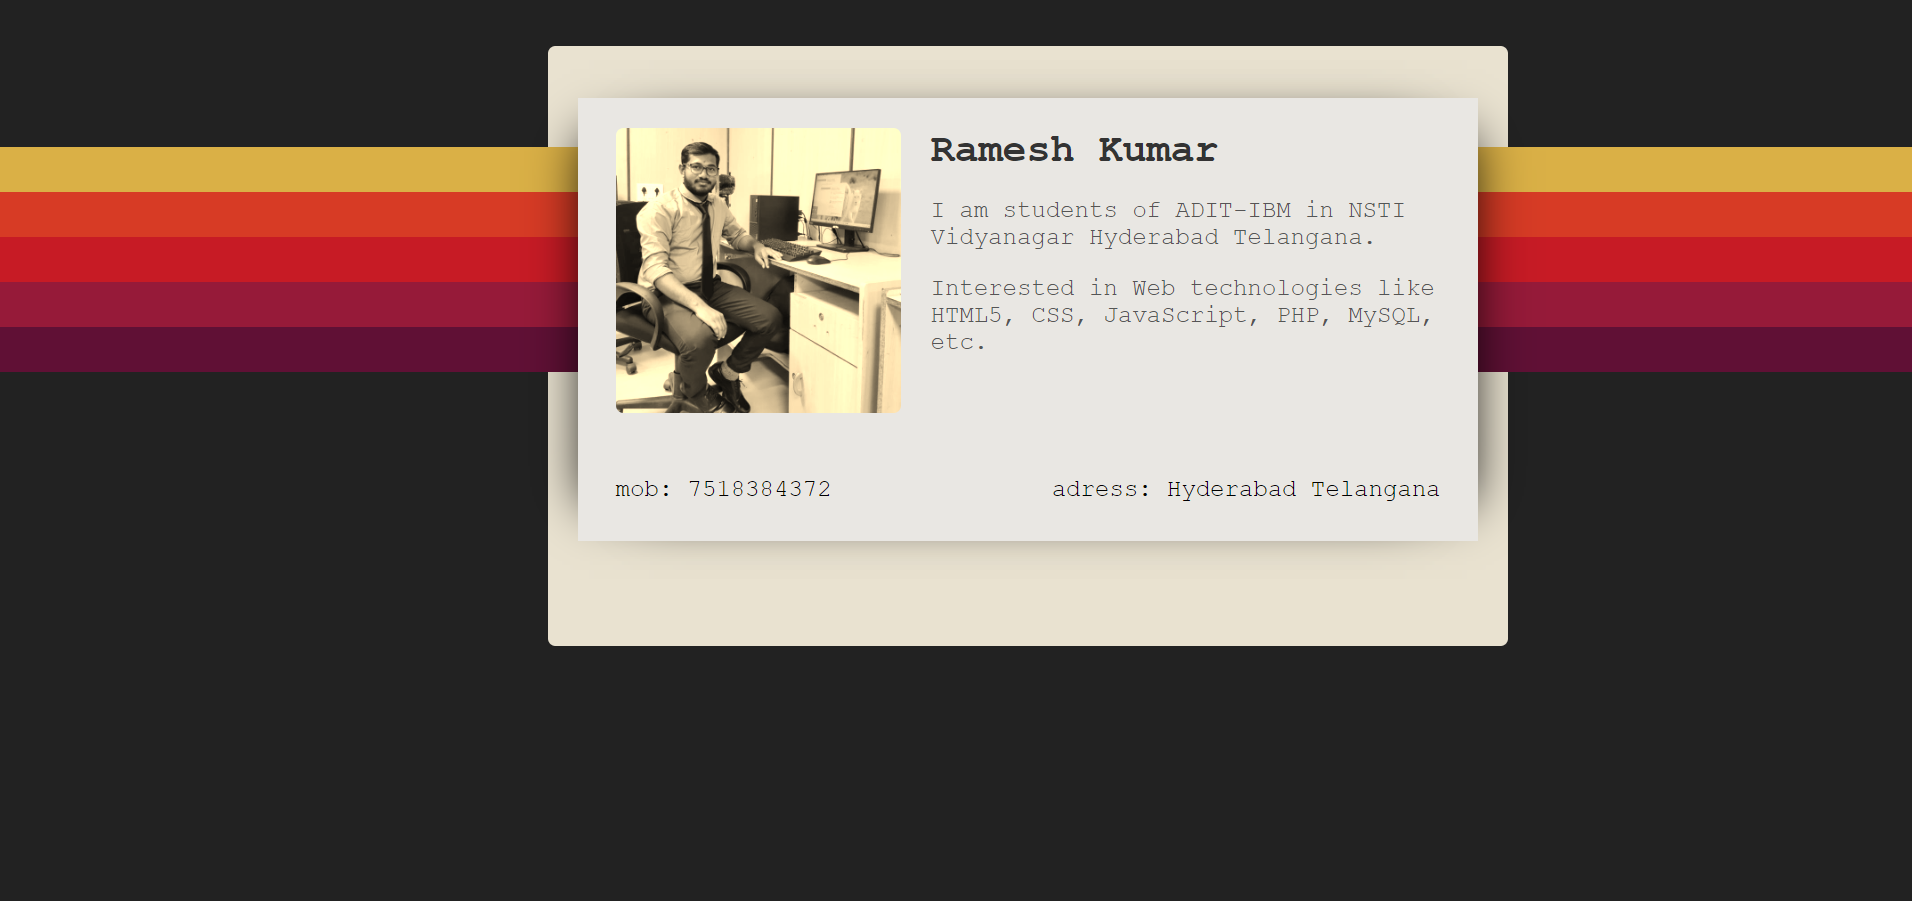 Ramesh Kumar
I am students of ADIT-IBM in NSTI
Vidyanagar Hyderabad Telangana.
Interested in Web technologies like
HTML5, CSS, JavaScript, PHP, MySQL,
etc.
mob: 7518384372
adress: Hyderabad Telangana